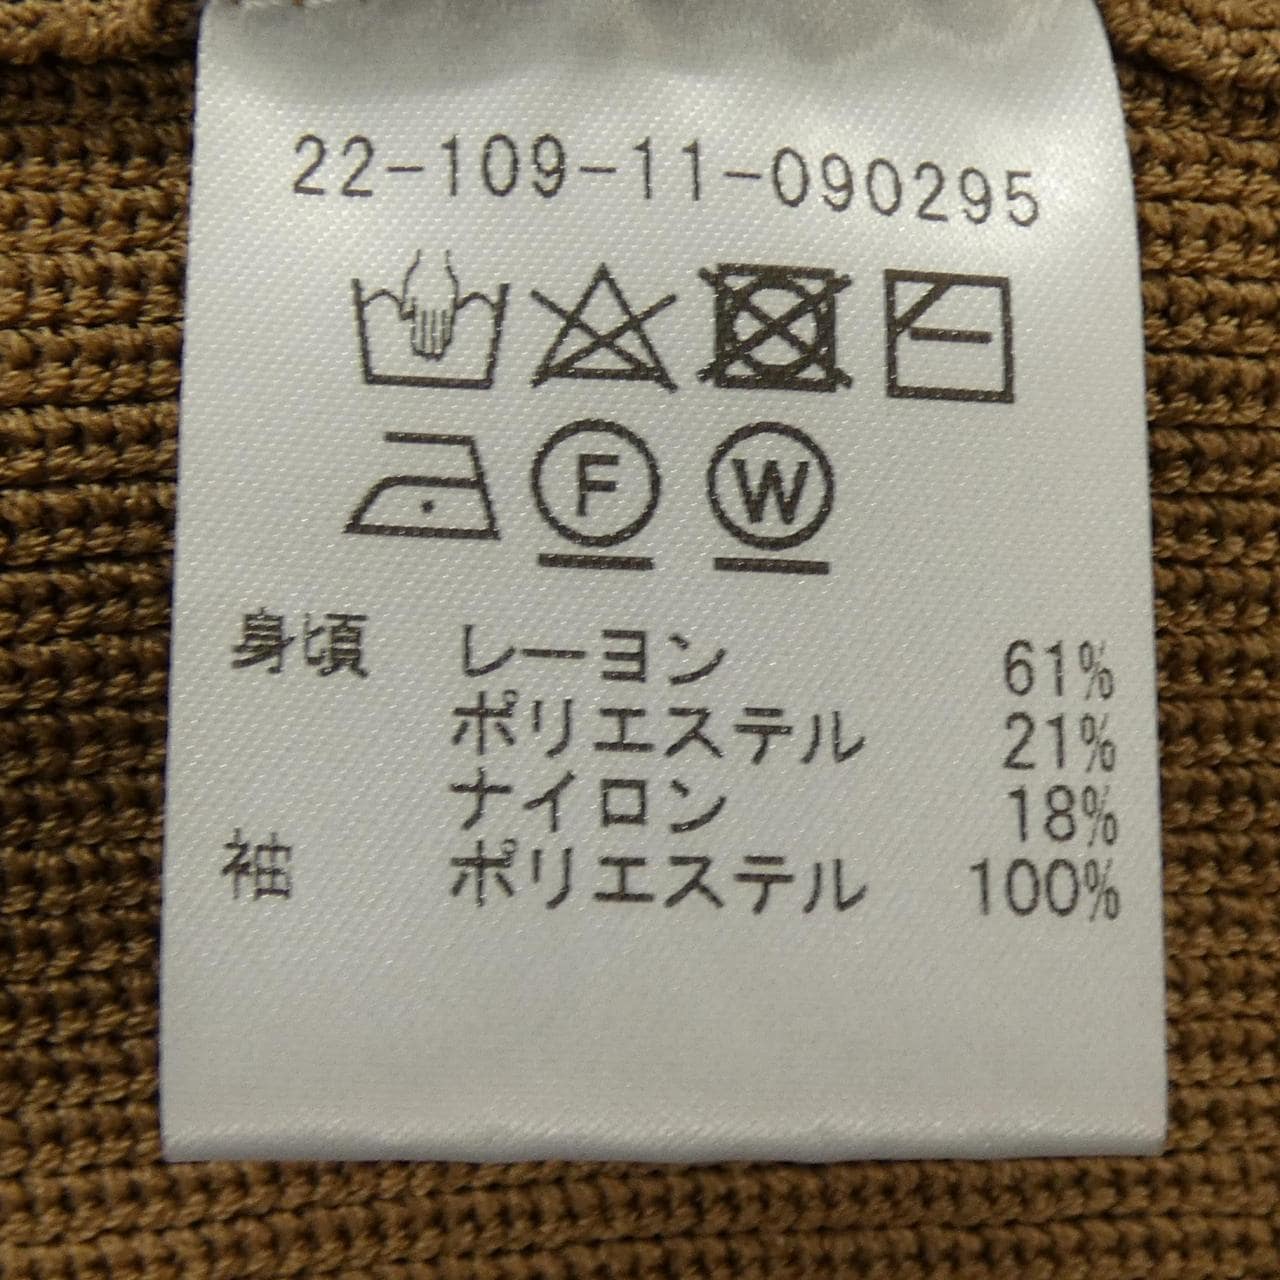 22-109-11-090295
F W
身頃 レーヨン 61%
ポリエステル 21%
ナイロン 18%
袖 ポリエステル 100%